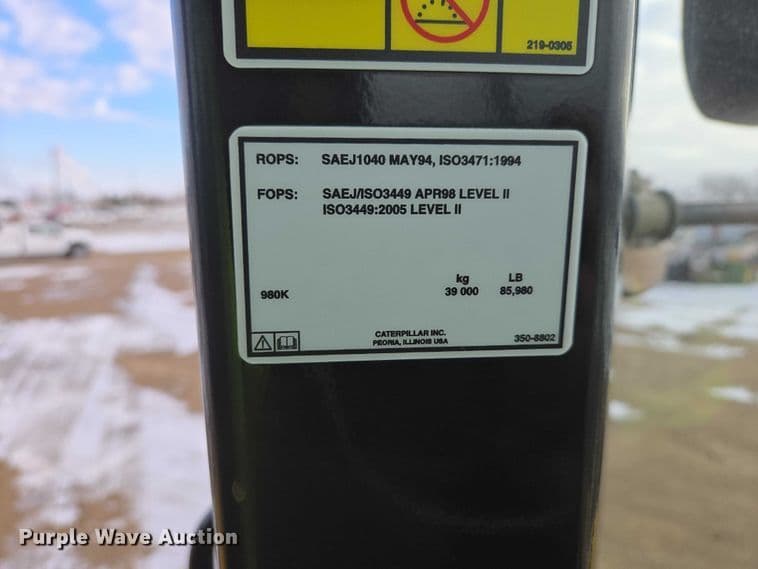 219-0305
ROPS: SAEJ1040 MAY94, ISO3471:1994
FOPS: SAEJ/ISO3449 APR98 LEVEL II
ISO3449:2005 LEVEL II
kg LB
980K 39 000 85,980
CATERPILLAR INC.
PEORIA, ILLINOIS USA
350-8802
Purple Wave Auction